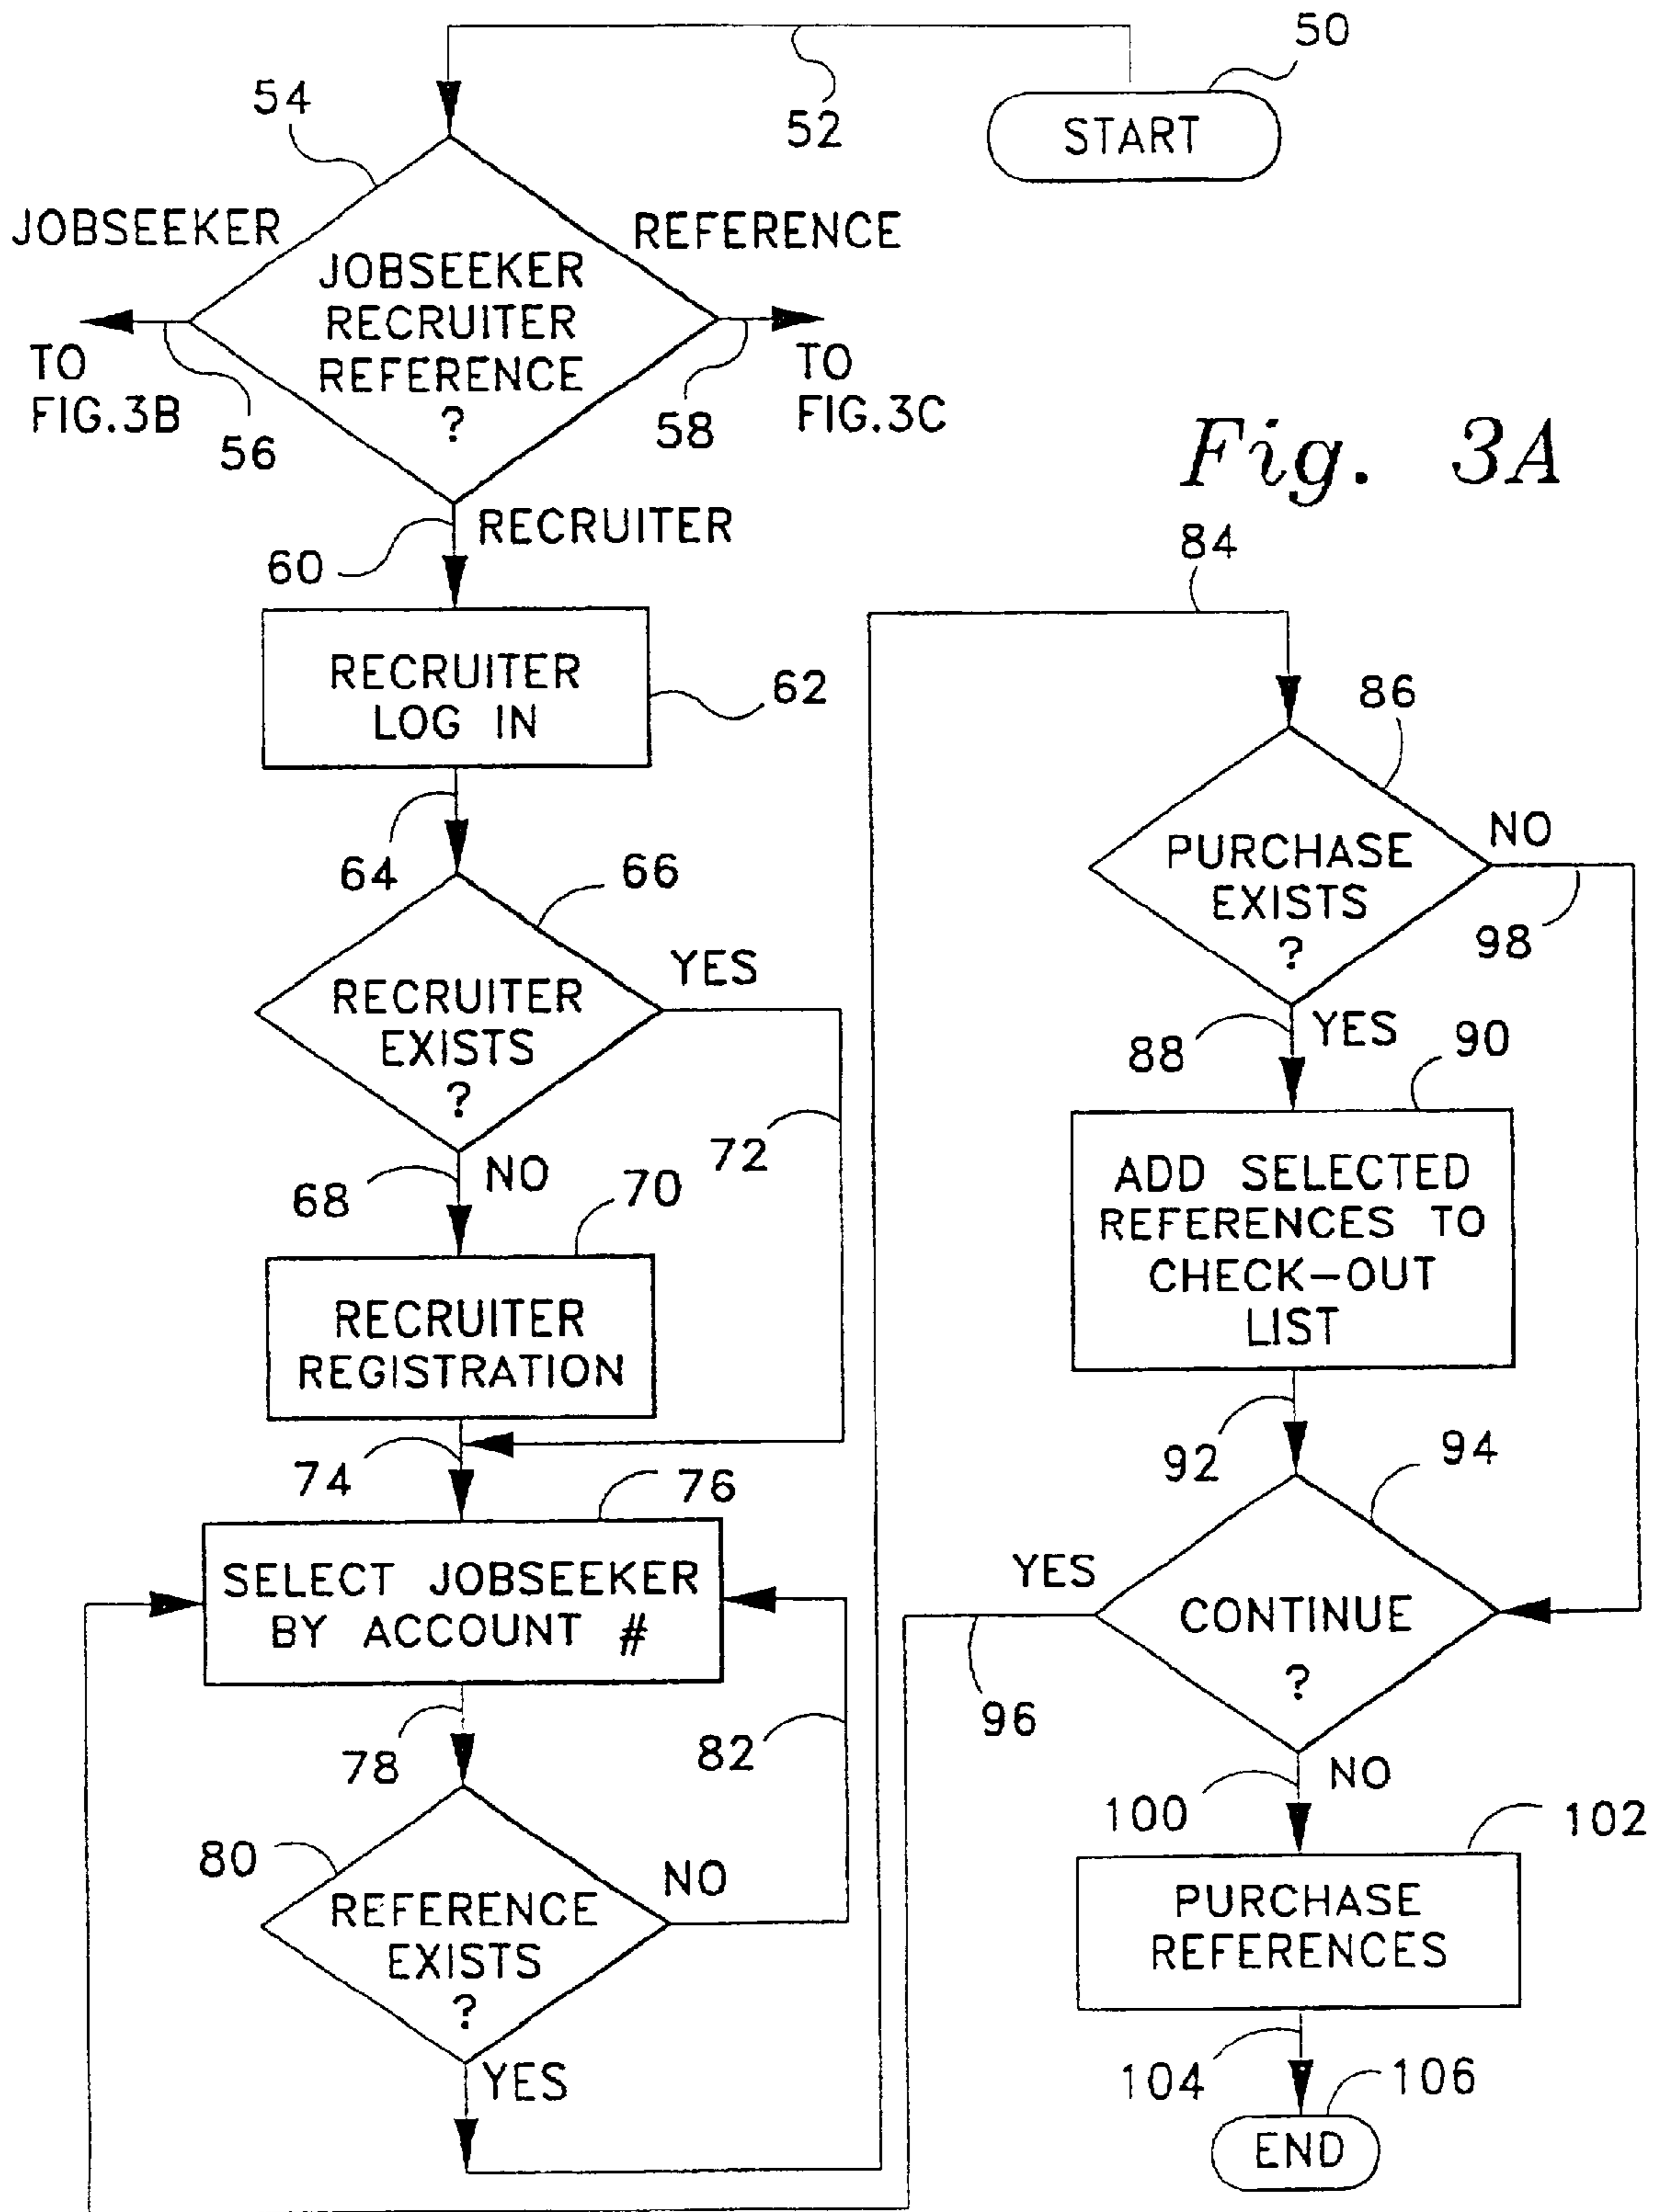 50
START
52
54
JOBSEEKER
REFERENCE
JOBSEEKER
RECRUITER
REFERENCE
?
TO
FIG.3B
56
58
TO
FIG.3C
Fig. 3A
60
RECRUITER
RECRUITER
LOG IN
62
64
66
RECRUITER
EXISTS
?
YES
72
68
NO
70
RECRUITER
REGISTRATION
74
76
SELECT JOBSEEKER
BY ACCOUNT #
78
82
80
REFERENCE
EXISTS
?
NO
YES
84
86
PURCHASE
EXISTS
?
NO
98
88
YES
90
ADD SELECTED
REFERENCES TO
CHECK-OUT
LIST
92
94
YES
CONTINUE
?
96
100
NO
102
PURCHASE
REFERENCES
104
106
END